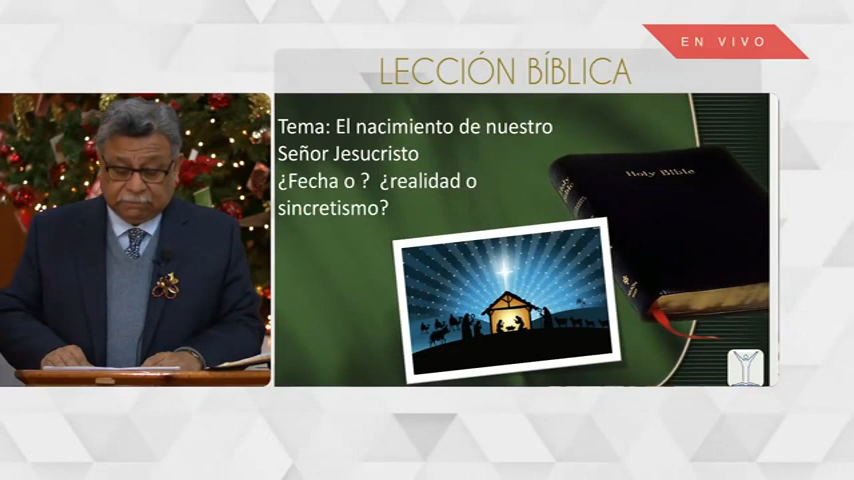 EN VIVO
LECCIÓN BÍBLICA
Tema: El nacimiento de nuestro
Señor Jesucristo
¿Fecha o ?  ¿realidad o
sincretismo?
Holy Bible